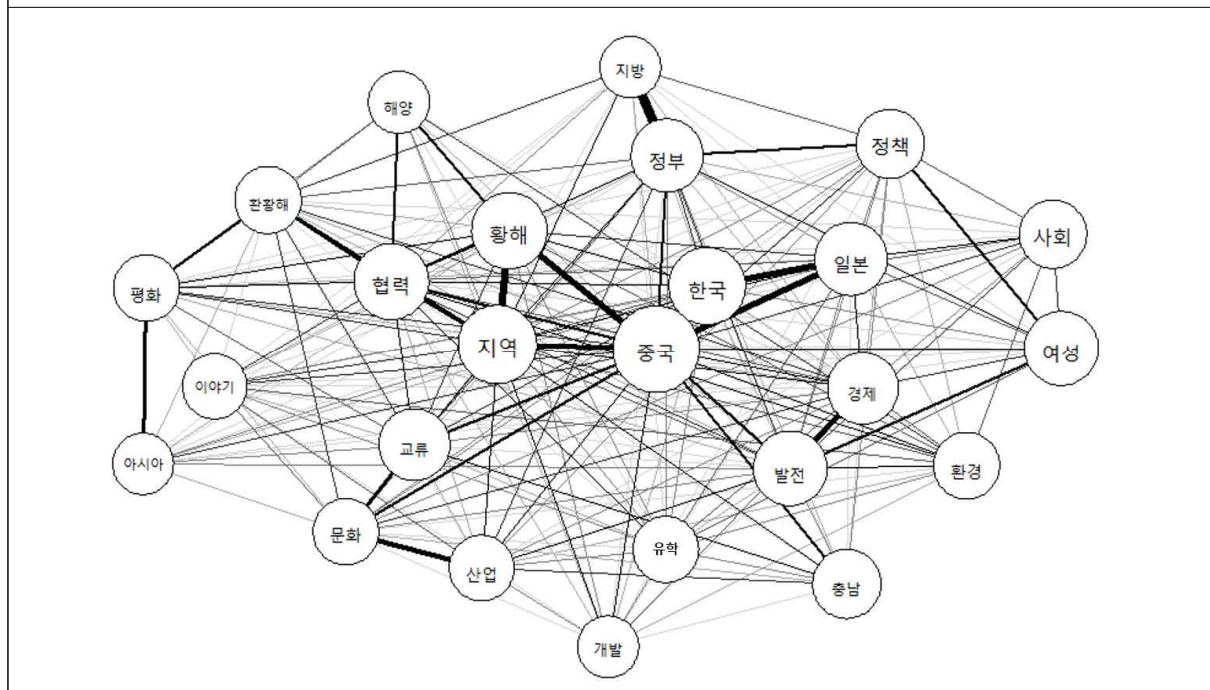 지방
해양
정책
정부
환황해
황해
사회
일본
협력
한국
평화
지역
중국
여성
이야기
경제
교류
아시아
발전
환경
문화
유학
산업
충남
개발